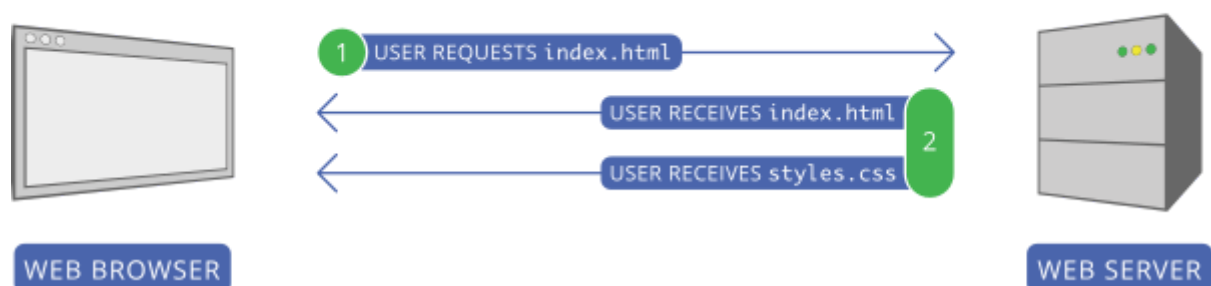 1 USER REQUESTS index.html
USER RECEIVES index.html
2
USER RECEIVES styles.css
WEB BROWSER
WEB SERVER